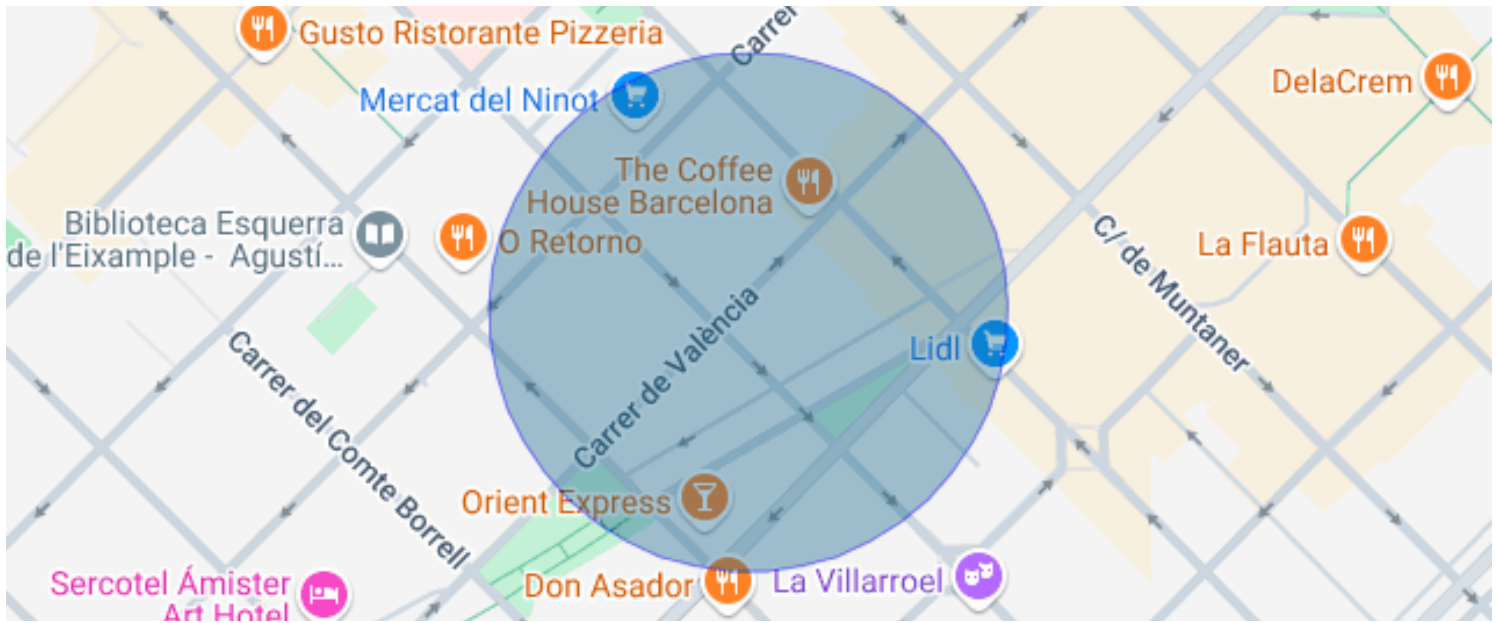 Gusto Ristorante Pizzeria
Carrer
Mercat del Ninot
DelaCrem
The Coffee
House Barcelona
Biblioteca Esquerra
de l'Eixample - Agustí...
O Retorno
C/ de Muntaner
La Flauta
Carrer de València
Lidl
Carrer del Comte Borrell
Orient Express
Don Asador
La Villarroel
Sercotel Ámister
Art Hotel